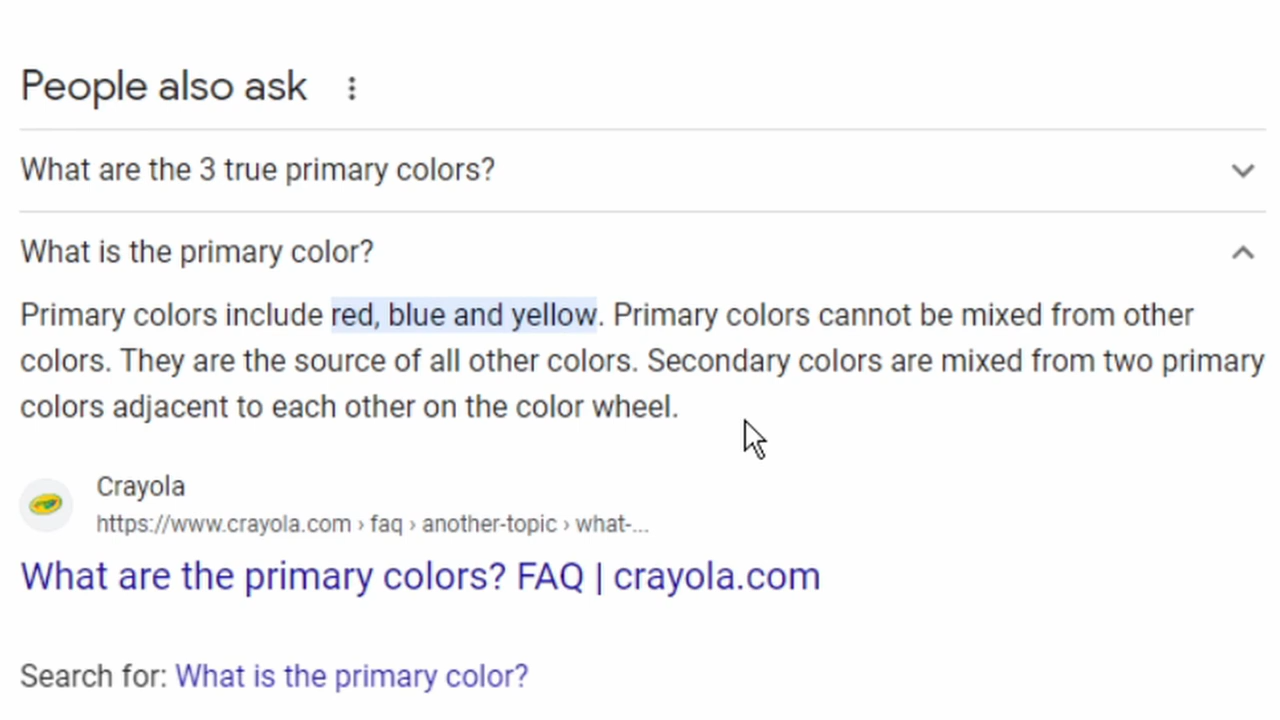 People also ask
What are the 3 true primary colors?
What is the primary color?
Primary colors include red, blue and yellow. Primary colors cannot be mixed from other
colors. They are the source of all other colors. Secondary colors are mixed from two primary
colors adjacent to each other on the color wheel.
Crayola
https://www.crayola.com › faq › another-topic › what-...
What are the primary colors? FAQ | crayola.com
Search for: What is the primary color?